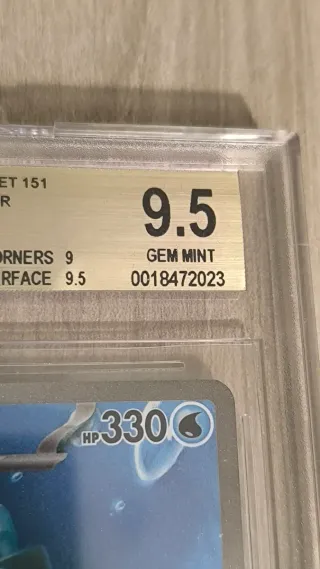 ET 151
R
9.5
ORNERS 9
GEM MINT
RFACE 9.5
0018472023
HP330